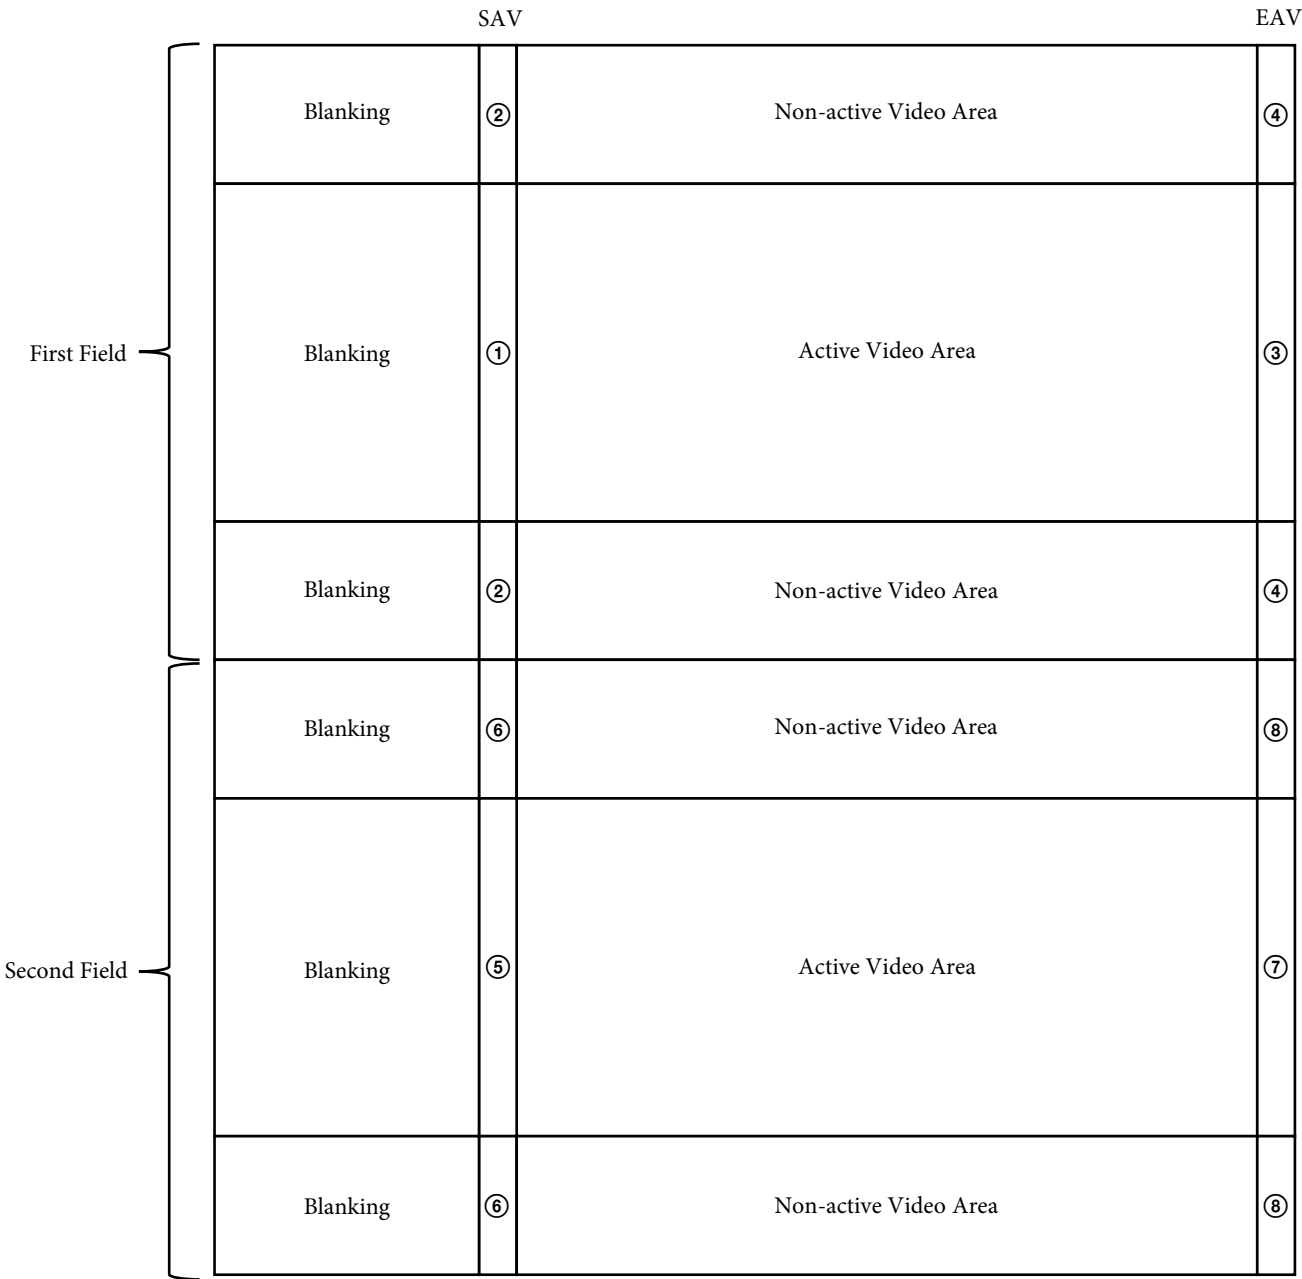 SAV EAV
Blanking ② Non-active Video Area ④
First Field Blanking ① Active Video Area ③
Blanking ② Non-active Video Area ④
Blanking ⑥ Non-active Video Area ⑧
Second Field Blanking ⑤ Active Video Area ⑦
Blanking ⑥ Non-active Video Area ⑧